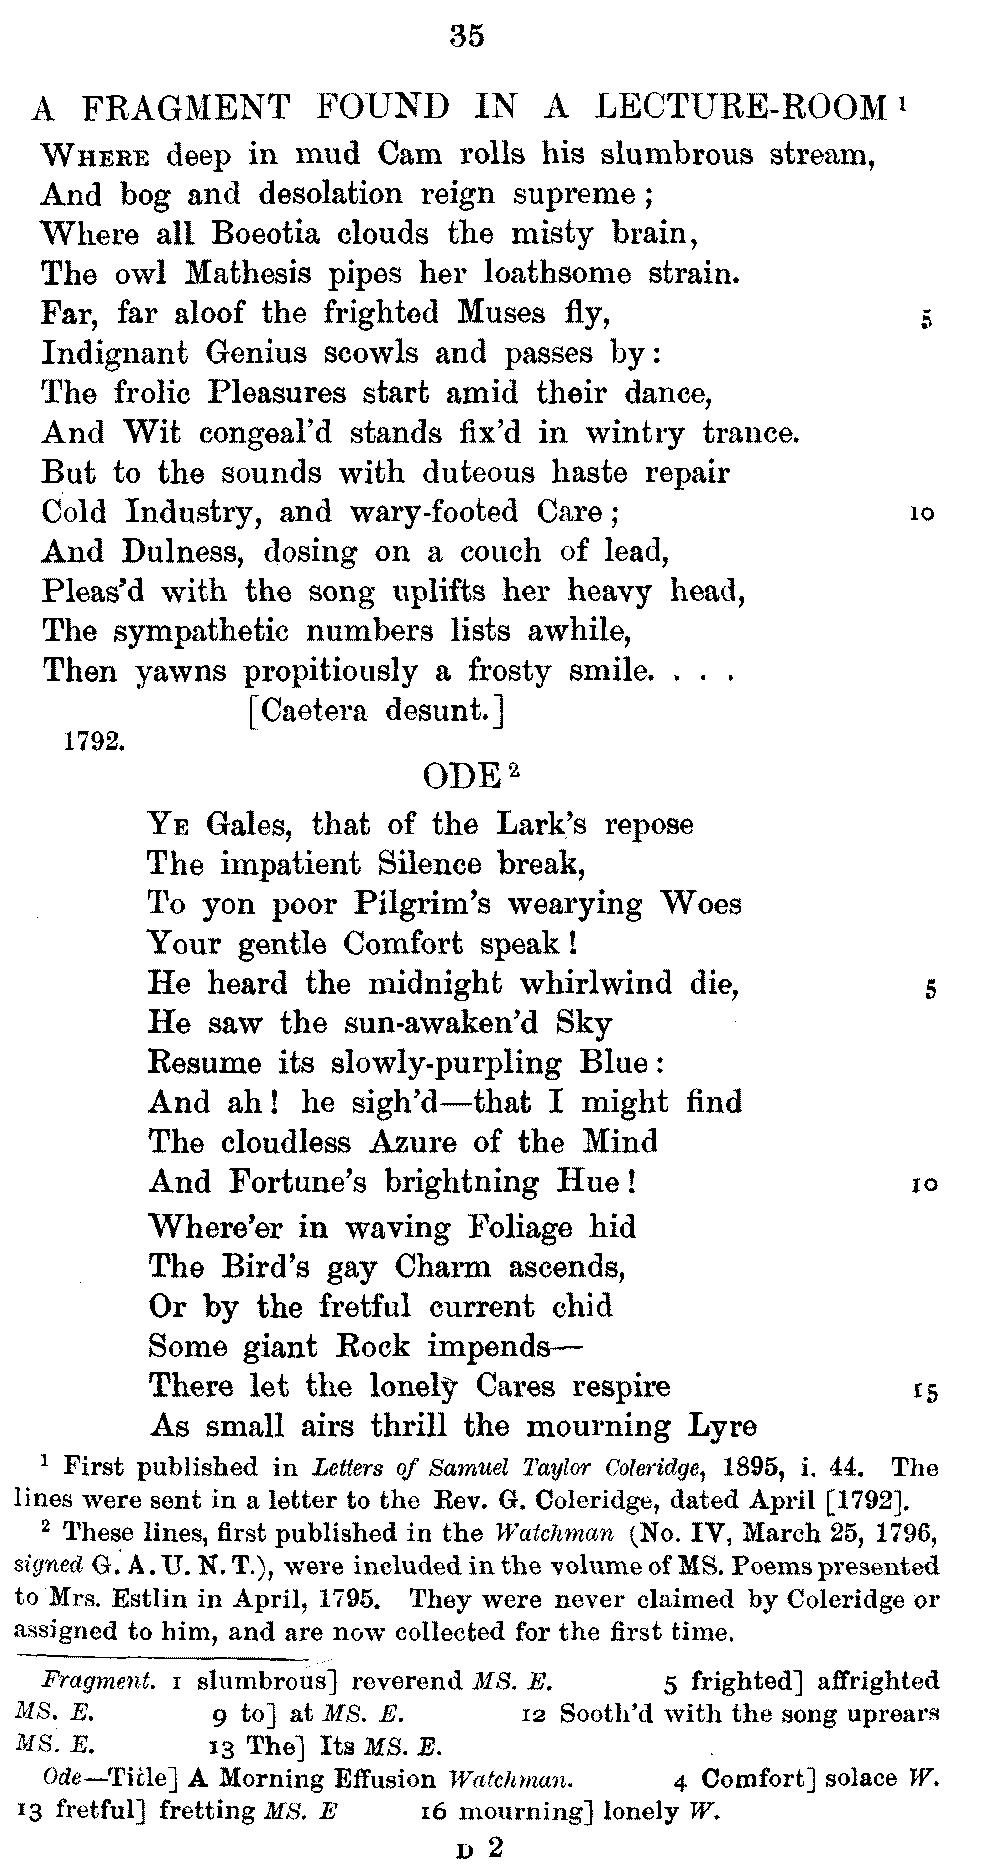 35
A FRAGMENT FOUND IN A LECTURE-ROOM ¹
WHERE deep in mud Cam rolls his slumbrous stream,
And bog and desolation reign supreme;
Where all Boeotia clouds the misty brain,
The owl Mathesis pipes her loathsome strain.
Far, far aloof the frighted Muses fly, 5
Indignant Genius scowls and passes by:
The frolic Pleasures start amid their dance,
And Wit congeal'd stands fix'd in wintry trance.
But to the sounds with duteous haste repair
Cold Industry, and wary-footed Care; 10
And Dulness, dosing on a couch of lead,
Pleas'd with the song uplifts her heavy head,
The sympathetic numbers lists awhile,
Then yawns propitiously a frosty smile. . . .
[Caetera desunt.]
1792.
ODE ²
YE Gales, that of the Lark's repose
The impatient Silence break,
To yon poor Pilgrim's wearying Woes
Your gentle Comfort speak!
He heard the midnight whirlwind die, 5
He saw the sun-awaken'd Sky
Resume its slowly-purpling Blue:
And ah! he sigh'd—that I might find
The cloudless Azure of the Mind
And Fortune's brightning Hue! 10
Where'er in waving Foliage hid
The Bird's gay Charm ascends,
Or by the fretful current chid
Some giant Rock impends—
There let the lonely Cares respire 15
As small airs thrill the mourning Lyre
¹ First published in Letters of Samuel Taylor Coleridge, 1895, i. 44. The
lines were sent in a letter to the Rev. G. Coleridge, dated April [1792].
² These lines, first published in the Watchman (No. IV, March 25, 1796,
signed G. A. U. N. T.), were included in the volume of MS. Poems presented
to Mrs. Estlin in April, 1795. They were never claimed by Coleridge or
assigned to him, and are now collected for the first time.
Fragment. 1 slumbrous] reverend MS. E. 5 frighted] affrighted
MS. E. 9 to] at MS. E. 12 Sooth'd with the song uprears
MS. E. 13 The] Its MS. E.
Ode—Title] A Morning Effusion Watchman. 4 Comfort] solace W.
13 fretful] fretting MS. E 16 mourning] lonely W.
D 2